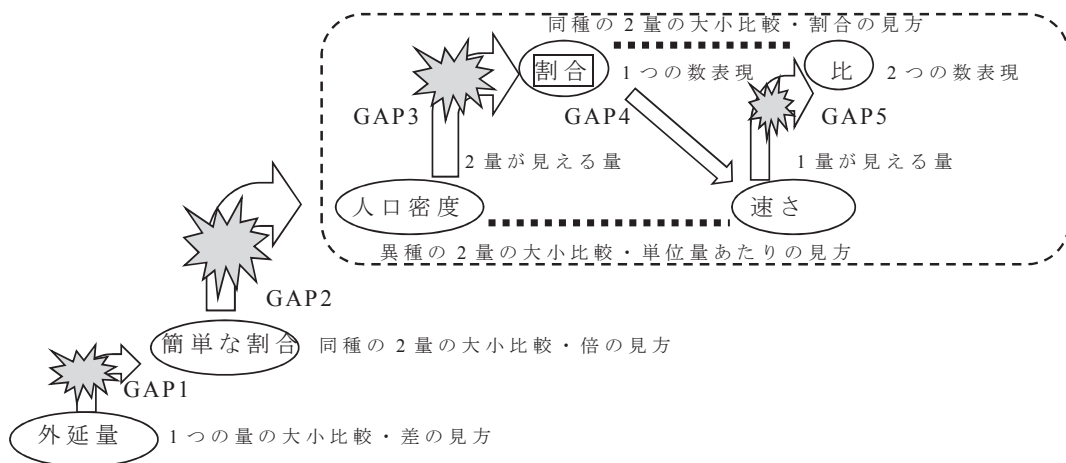 同種の2量の大小比較・割合の見方
割合
1つの数表現
比
2つの数表現
GAP3
GAP4
GAP5
2量が見える量
1量が見える量
人口密度
速さ
異種の2量の大小比較・単位量あたりの見方
GAP2
簡単な割合
同種の2量の大小比較・倍の見方
GAP1
外延量
1つの量の大小比較・差の見方